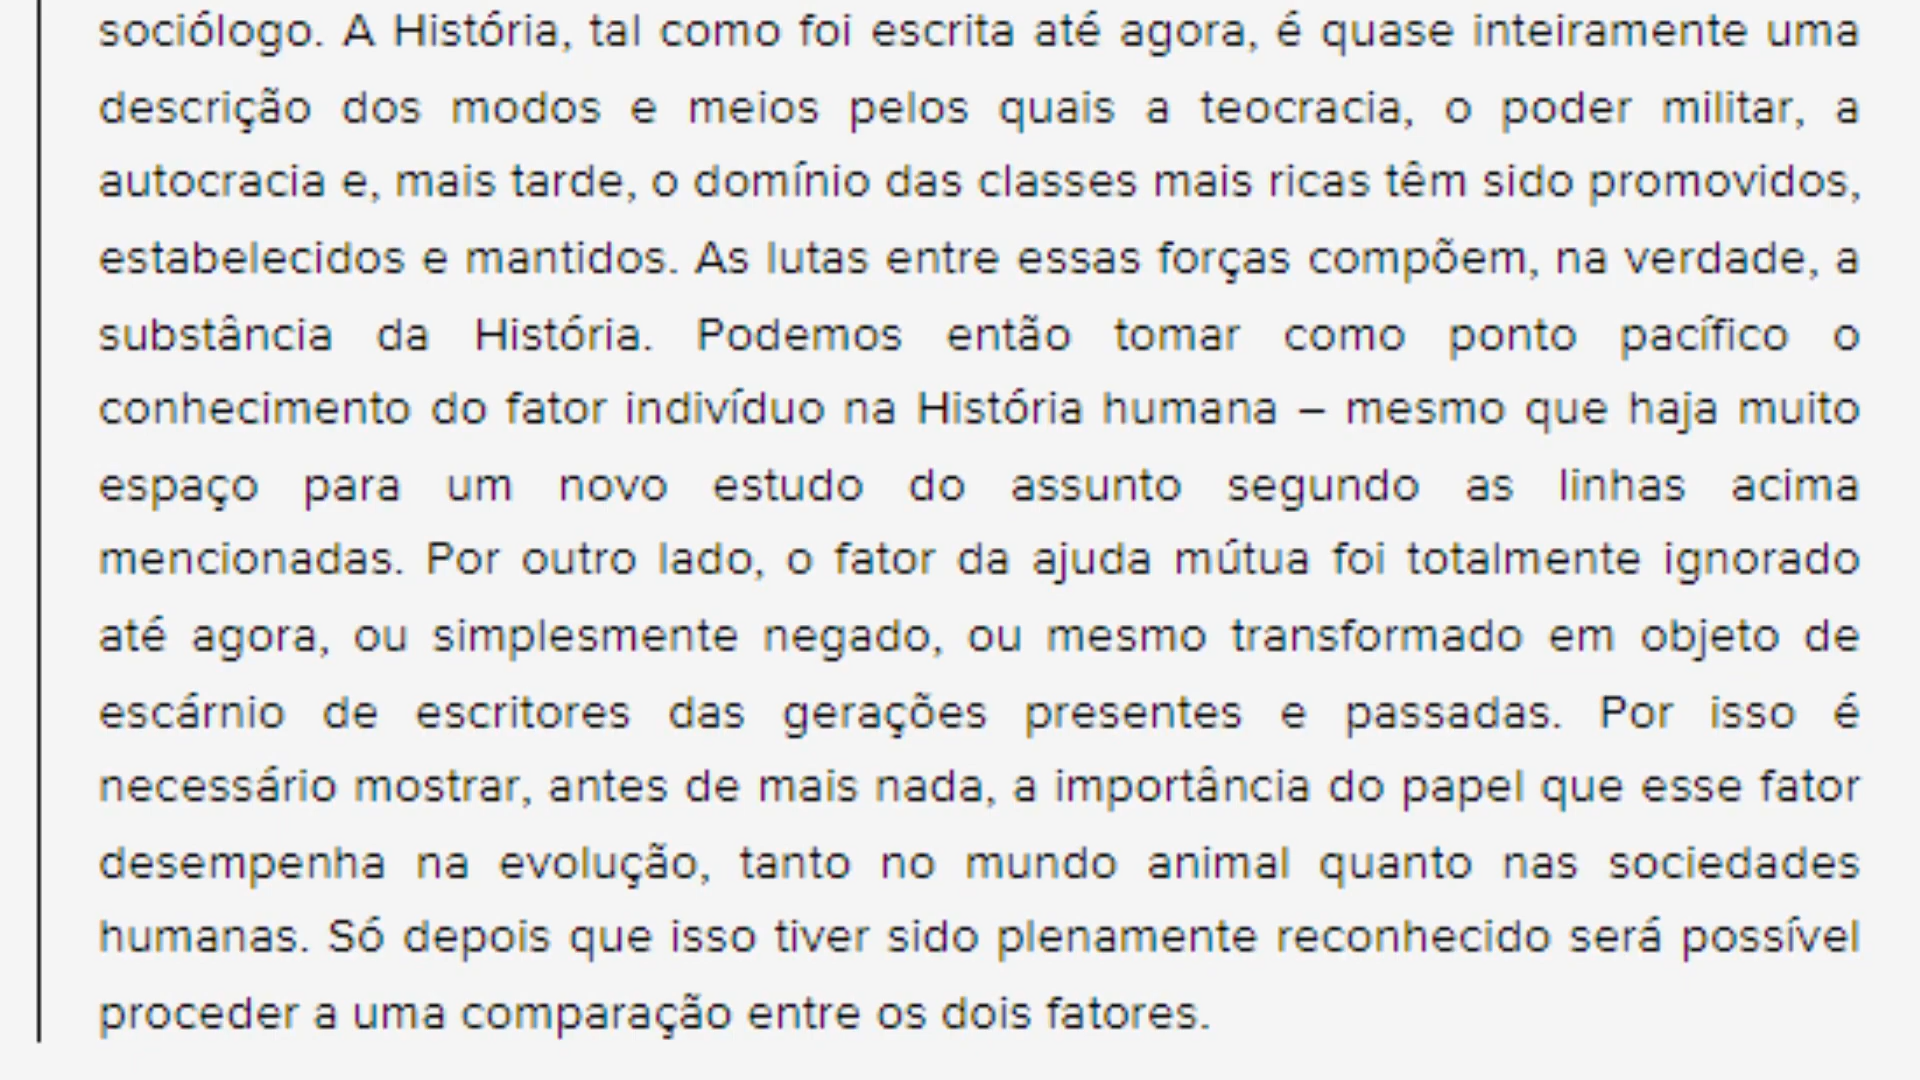 sociólogo. A História, tal como foi escrita até agora, é quase inteiramente uma
descrição dos modos e meios pelos quais a teocracia, o poder militar, a
autocracia e, mais tarde, o domínio das classes mais ricas têm sido promovidos,
estabelecidos e mantidos. As lutas entre essas forças compõem, na verdade, a
substância da História. Podemos então tomar como ponto pacífico o
conhecimento do fator indivíduo na História humana – mesmo que haja muito
espaço para um novo estudo do assunto segundo as linhas acima
mencionadas. Por outro lado, o fator da ajuda mútua foi totalmente ignorado
até agora, ou simplesmente negado, ou mesmo transformado em objeto de
escárnio de escritores das gerações presentes e passadas. Por isso é
necessário mostrar, antes de mais nada, a importância do papel que esse fator
desempenha na evolução, tanto no mundo animal quanto nas sociedades
humanas. Só depois que isso tiver sido plenamente reconhecido será possível
proceder a uma comparação entre os dois fatores.